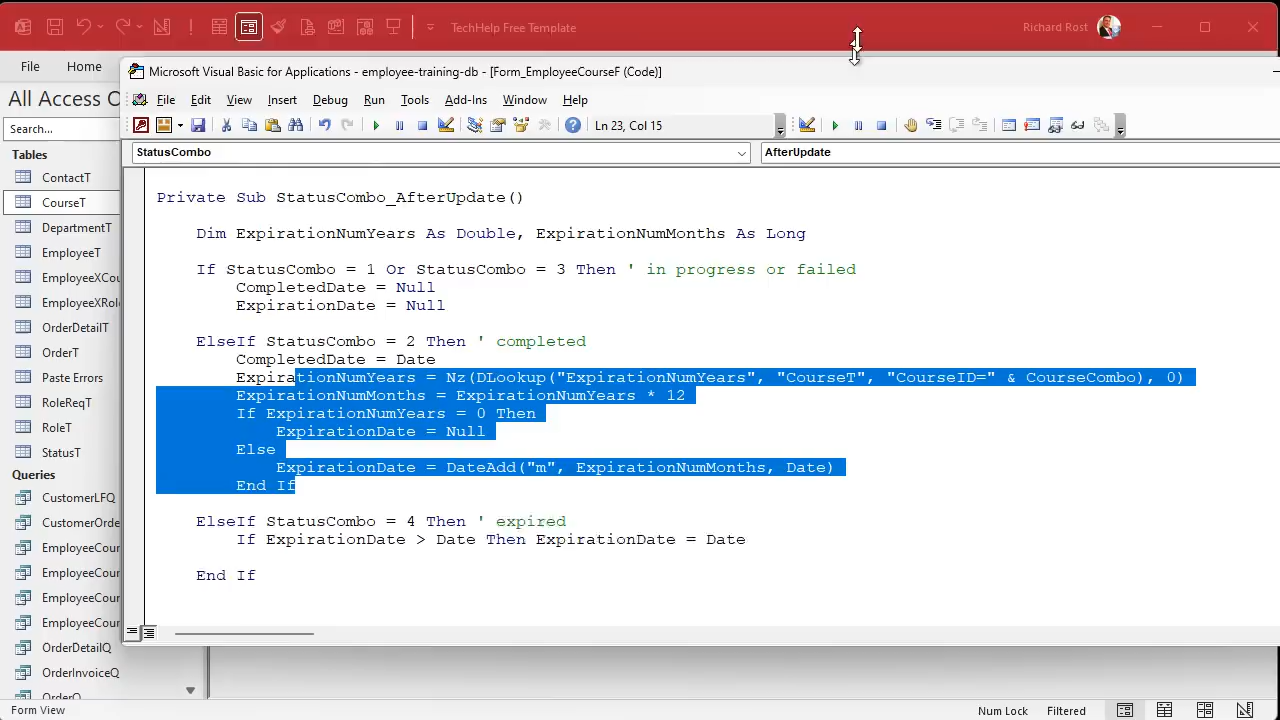 TechHelp Free Template
Richard Rost
File
Home
All Access O
Search...
Tables
ContactT
CourseT
DepartmentT
EmployeeT
EmployeeXCou
EmployeeXRol
OrderDetailT
OrderT
Paste Errors
RoleReqT
RoleT
StatusT
Queries
CustomerLFQ
CustomerOrde
EmployeeCour
EmployeeCour
EmployeeCour
EmployeeCour
OrderDetailQ
OrderInvoiceQ
OrderQ
Microsoft Visual Basic for Applications - employee-training-db - [Form_EmployeeCourseF (Code)]
File Edit View Insert Debug Run Tools Add-Ins Window Help
Ln 23, Col 15
StatusCombo
AfterUpdate
Private Sub StatusCombo_AfterUpdate()
Dim ExpirationNumYears As Double, ExpirationNumMonths As Long
If StatusCombo = 1 Or StatusCombo = 3 Then ' in progress or failed
CompletedDate = Null
ExpirationDate = Null
ElseIf StatusCombo = 2 Then ' completed
CompletedDate = Date
ExpirationNumYears = Nz(DLookup("ExpirationNumYears", "CourseT", "CourseID=" & CourseCombo), 0)
ExpirationNumMonths = ExpirationNumYears * 12
If ExpirationNumYears = 0 Then
ExpirationDate = Null
Else
ExpirationDate = DateAdd("m", ExpirationNumMonths, Date)
End If
ElseIf StatusCombo = 4 Then ' expired
If ExpirationDate > Date Then ExpirationDate = Date
End If
Form View
Num Lock
Filtered